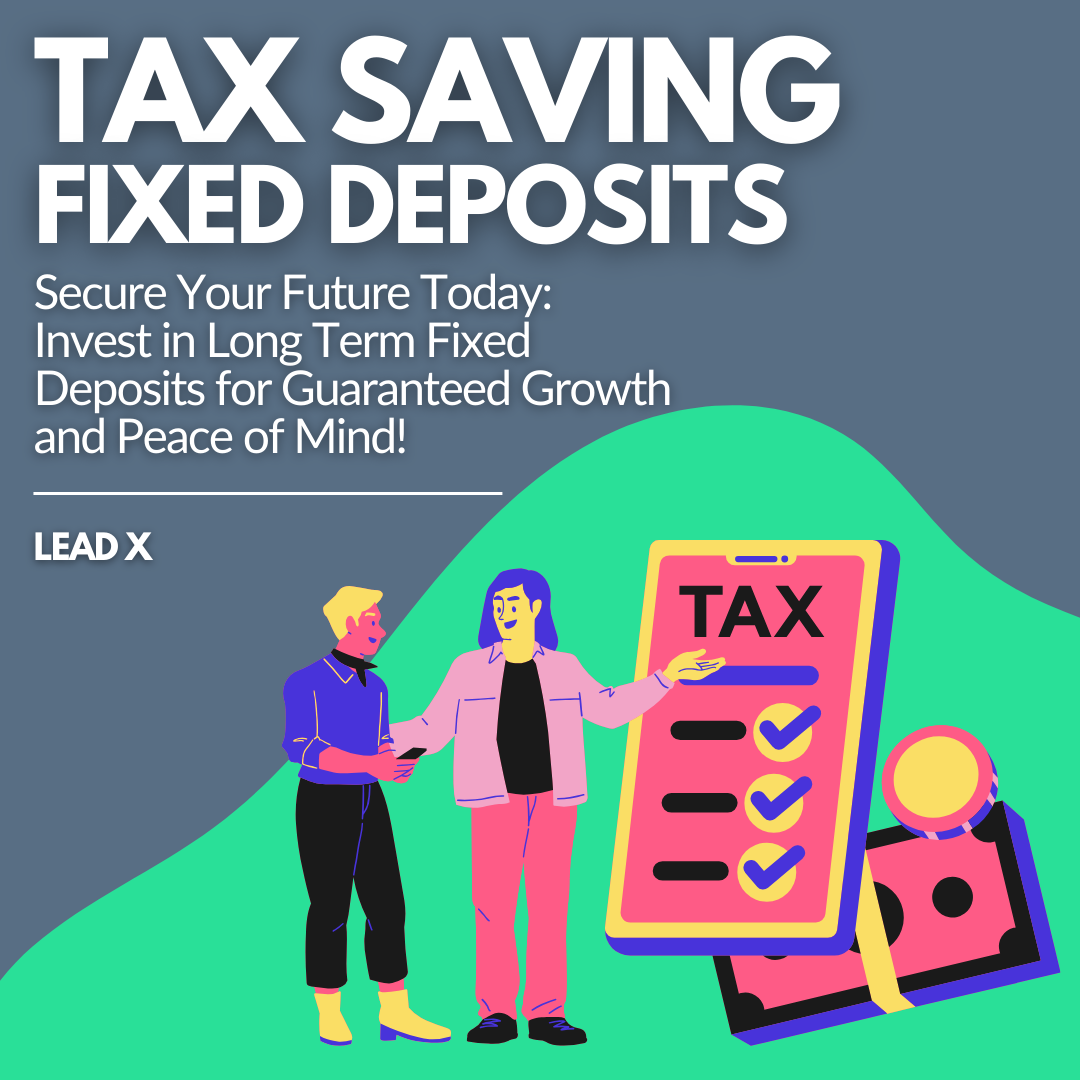 TAX SAVING
FIXED DEPOSITS
Secure Your Future Today:
Invest in Long Term Fixed
Deposits for Guaranteed Growth
and Peace of Mind!
LEAD X
TAX